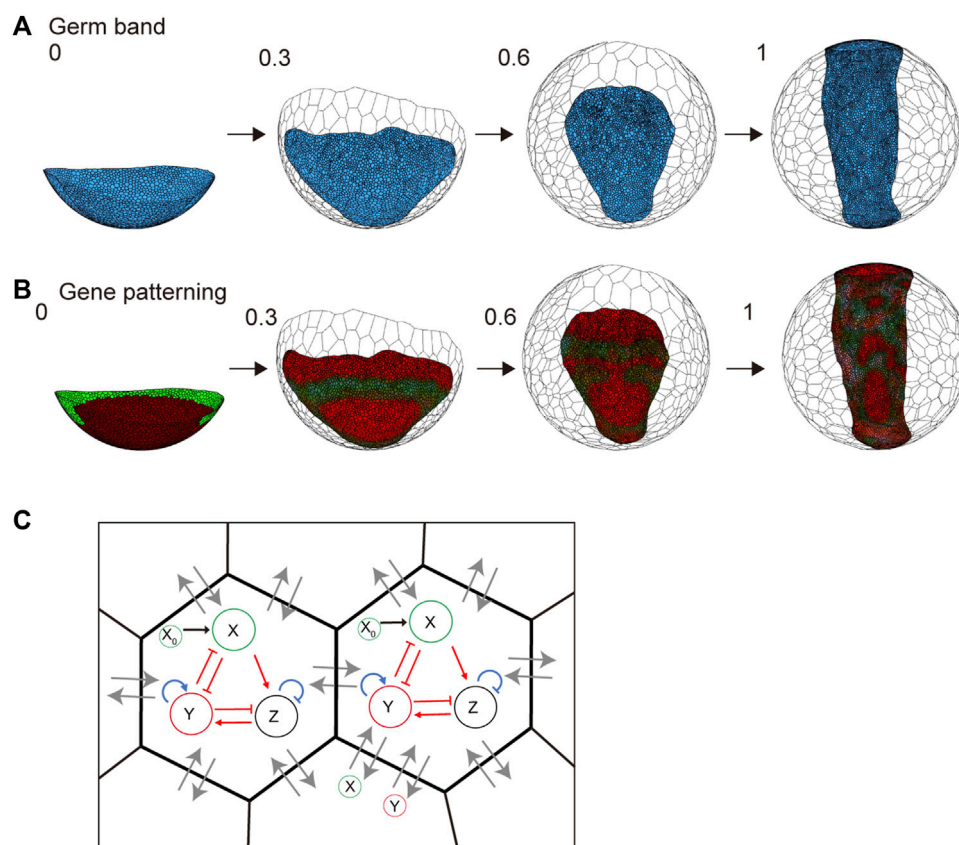 A Germ band
0 0.3 0.6 1
B Gene patterning
0 0.3 0.6 1
C
X0 X X0 X
Y Z Y Z
X
Y